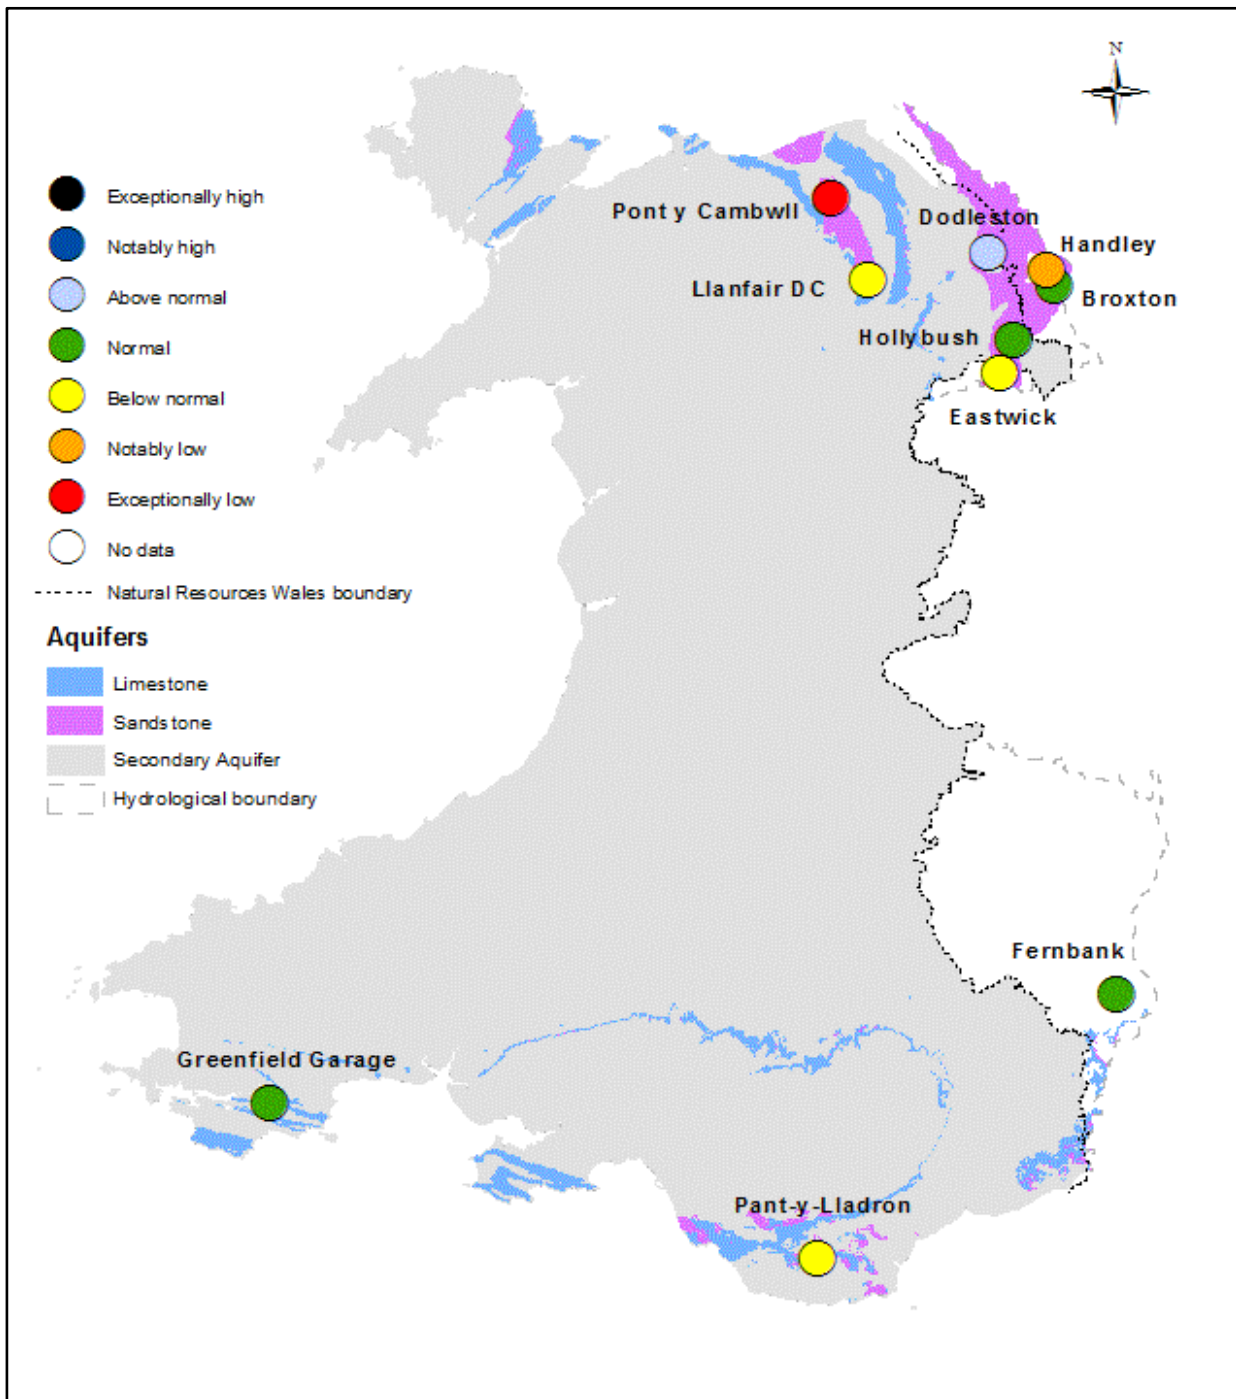 N
Exceptionally high
Notably high
Above normal
Normal
Below normal
Notably low
Exceptionally low
No data
Natural Resources Wales boundary
Aquifers
Limestone
Sandstone
Secondary Aquifer
Hydrological boundary
Pont y Cambwll
Dodleston
Handley
Llanfair DC
Broxton
Hollybush
Eastwick
Fernbank
Greenfield Garage
Pant-y-Lladron